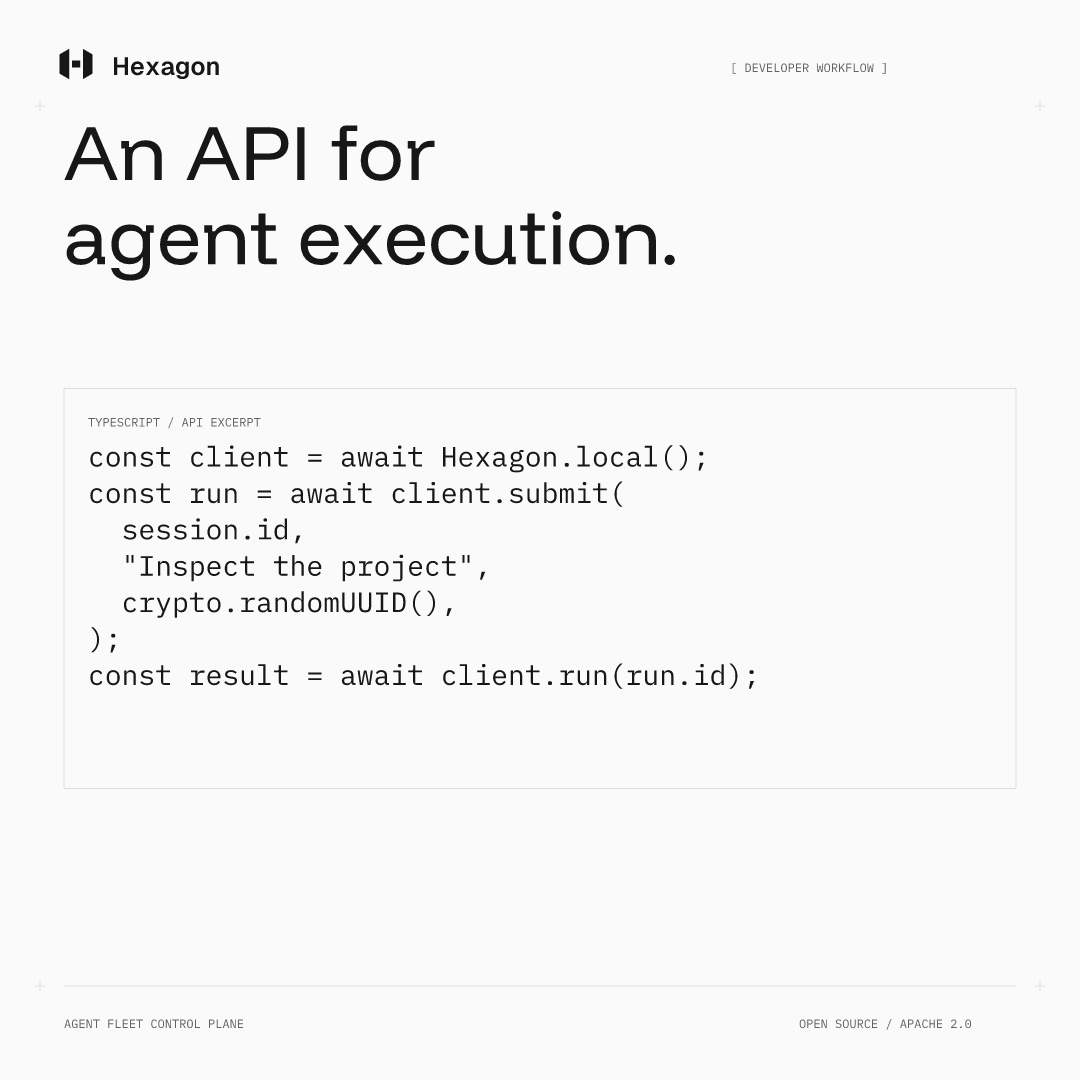 Hexagon
[ DEVELOPER WORKFLOW ]
An API for
agent execution.
TYPESCRIPT / API EXCERPT
const client = await Hexagon.local();
const run = await client.submit(
  session.id,
  "Inspect the project",
  crypto.randomUUID(),
);
const result = await client.run(run.id);
AGENT FLEET CONTROL PLANE
OPEN SOURCE / APACHE 2.0